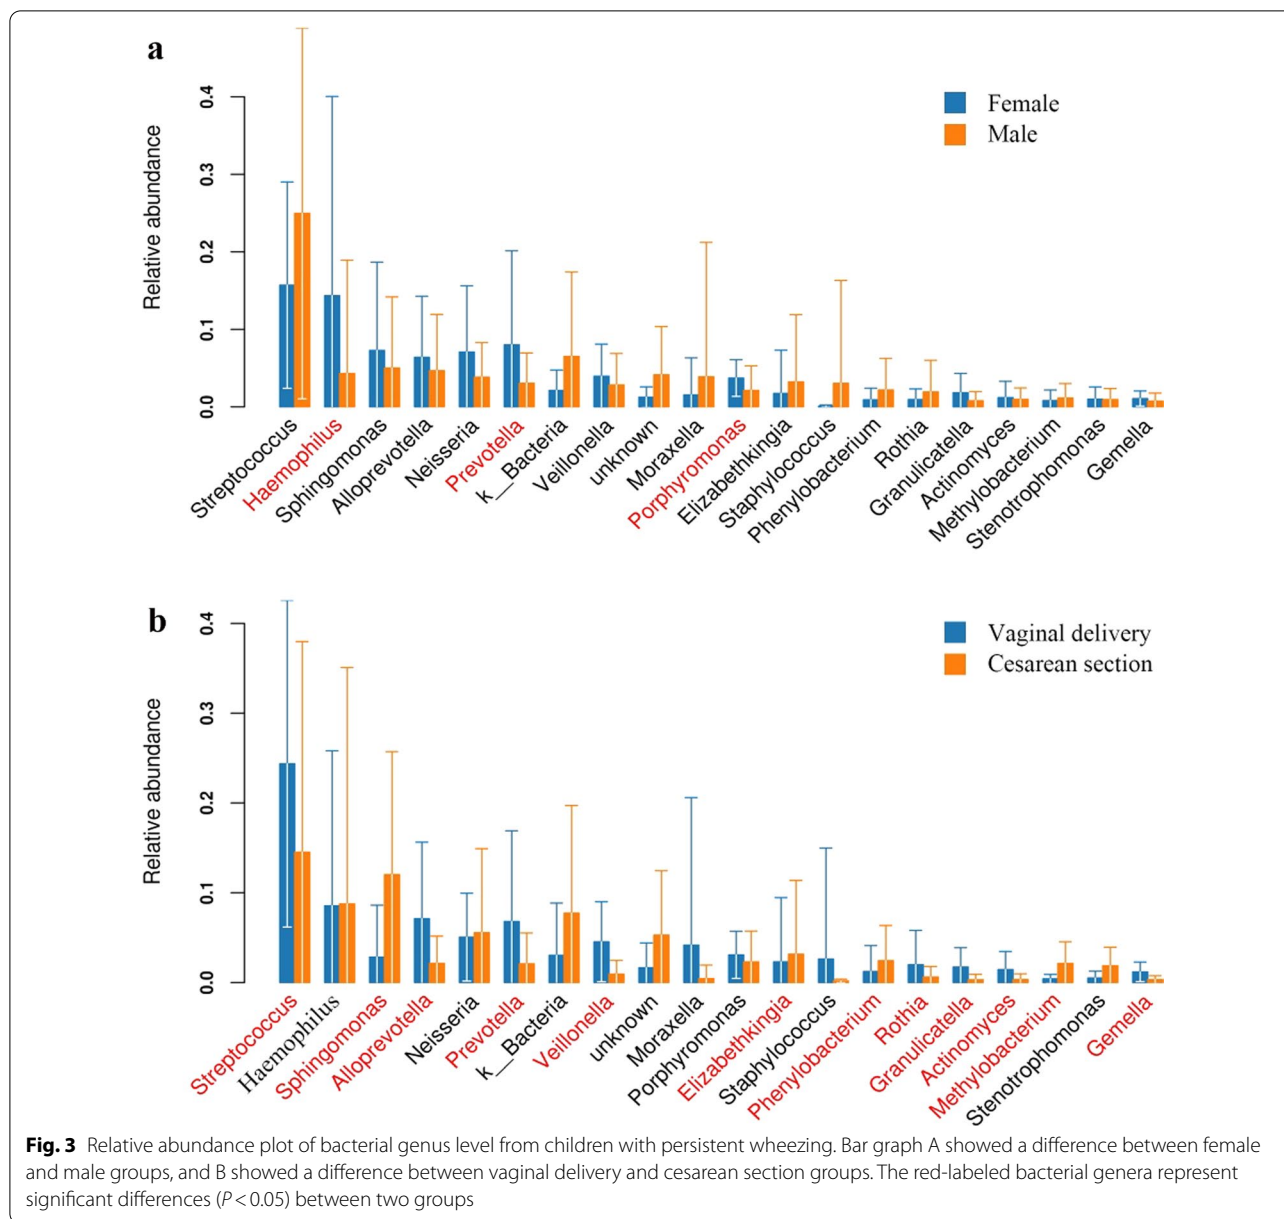 a
Relative abundance
0.4
0.3
0.2
0.1
0.0
Female
Male
Streptococcus
Haemophilus
Sphingomonas
Alloprevotella
Neisseria
Prevotella
k__Bacteria
Veillonella
unknown
Moraxella
Porphyromonas
Elizabethkingia
Staphylococcus
Phenylobacterium
Rothia
Granulicatella
Actinomyces
Methylobacterium
Stenotrophomonas
Gemella
b
Relative abundance
0.4
0.3
0.2
0.1
0.0
Vaginal delivery
Cesarean section
Streptococcus
Haemophilus
Sphingomonas
Alloprevotella
Neisseria
Prevotella
k__Bacteria
Veillonella
unknown
Moraxella
Porphyromonas
Elizabethkingia
Staphylococcus
Phenylobacterium
Rothia
Granulicatella
Actinomyces
Methylobacterium
Stenotrophomonas
Gemella
Fig. 3 Relative abundance plot of bacterial genus level from children with persistent wheezing. Bar graph A showed a difference between female
and male groups, and B showed a difference between vaginal delivery and cesarean section groups. The red-labeled bacterial genera represent
significant differences (P < 0.05) between two groups